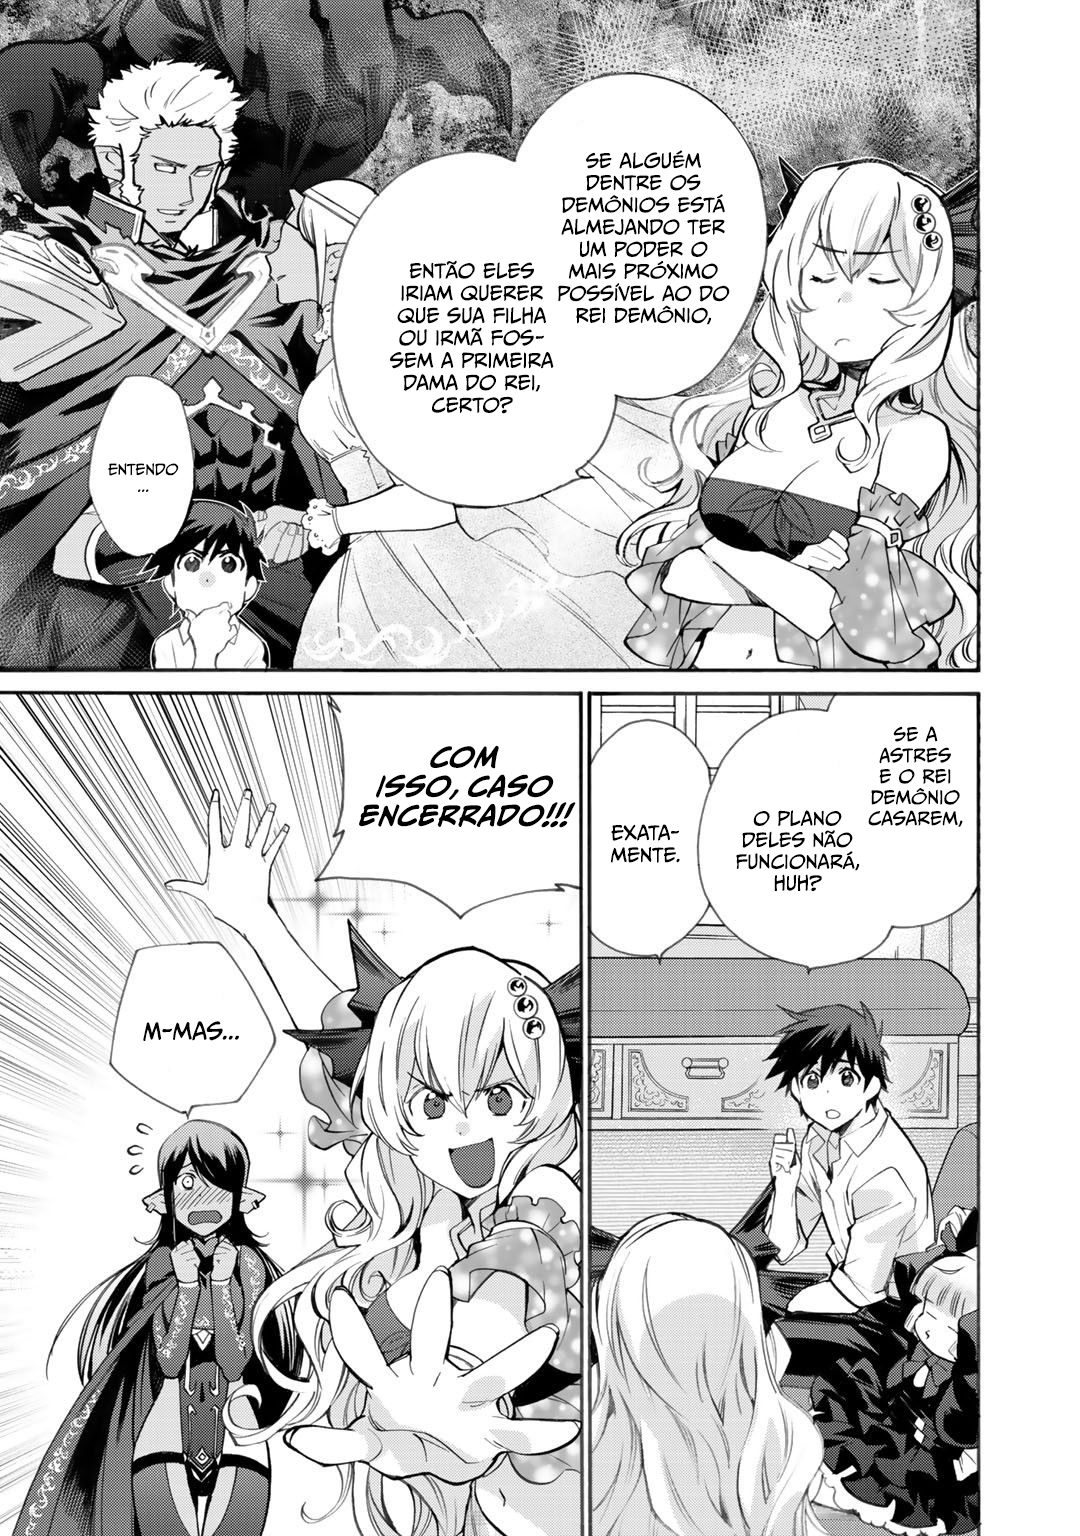 SE ALGUÉM
DENTRE OS
DEMÔNIOS ESTÁ
ALMEJANDO TER
UM PODER O
MAIS PRÓXIMO
POSSÍVEL AO DO
REI DEMÔNIO,
ENTÃO ELES
IRIAM QUERER
QUE SUA FILHA
OU IRMÃ FOS-
SEM A PRIMEIRA
DAMA DO REI,
CERTO?
ENTENDO
...
SE A
ASTRES
E O REI
DEMÔNIO
CASAREM,
O PLANO
DELES NÃO
FUNCIONARÁ,
HUH?
EXATA-
MENTE.
COM
ISSO, CASO
ENCERRADO!!!
M-MAS...